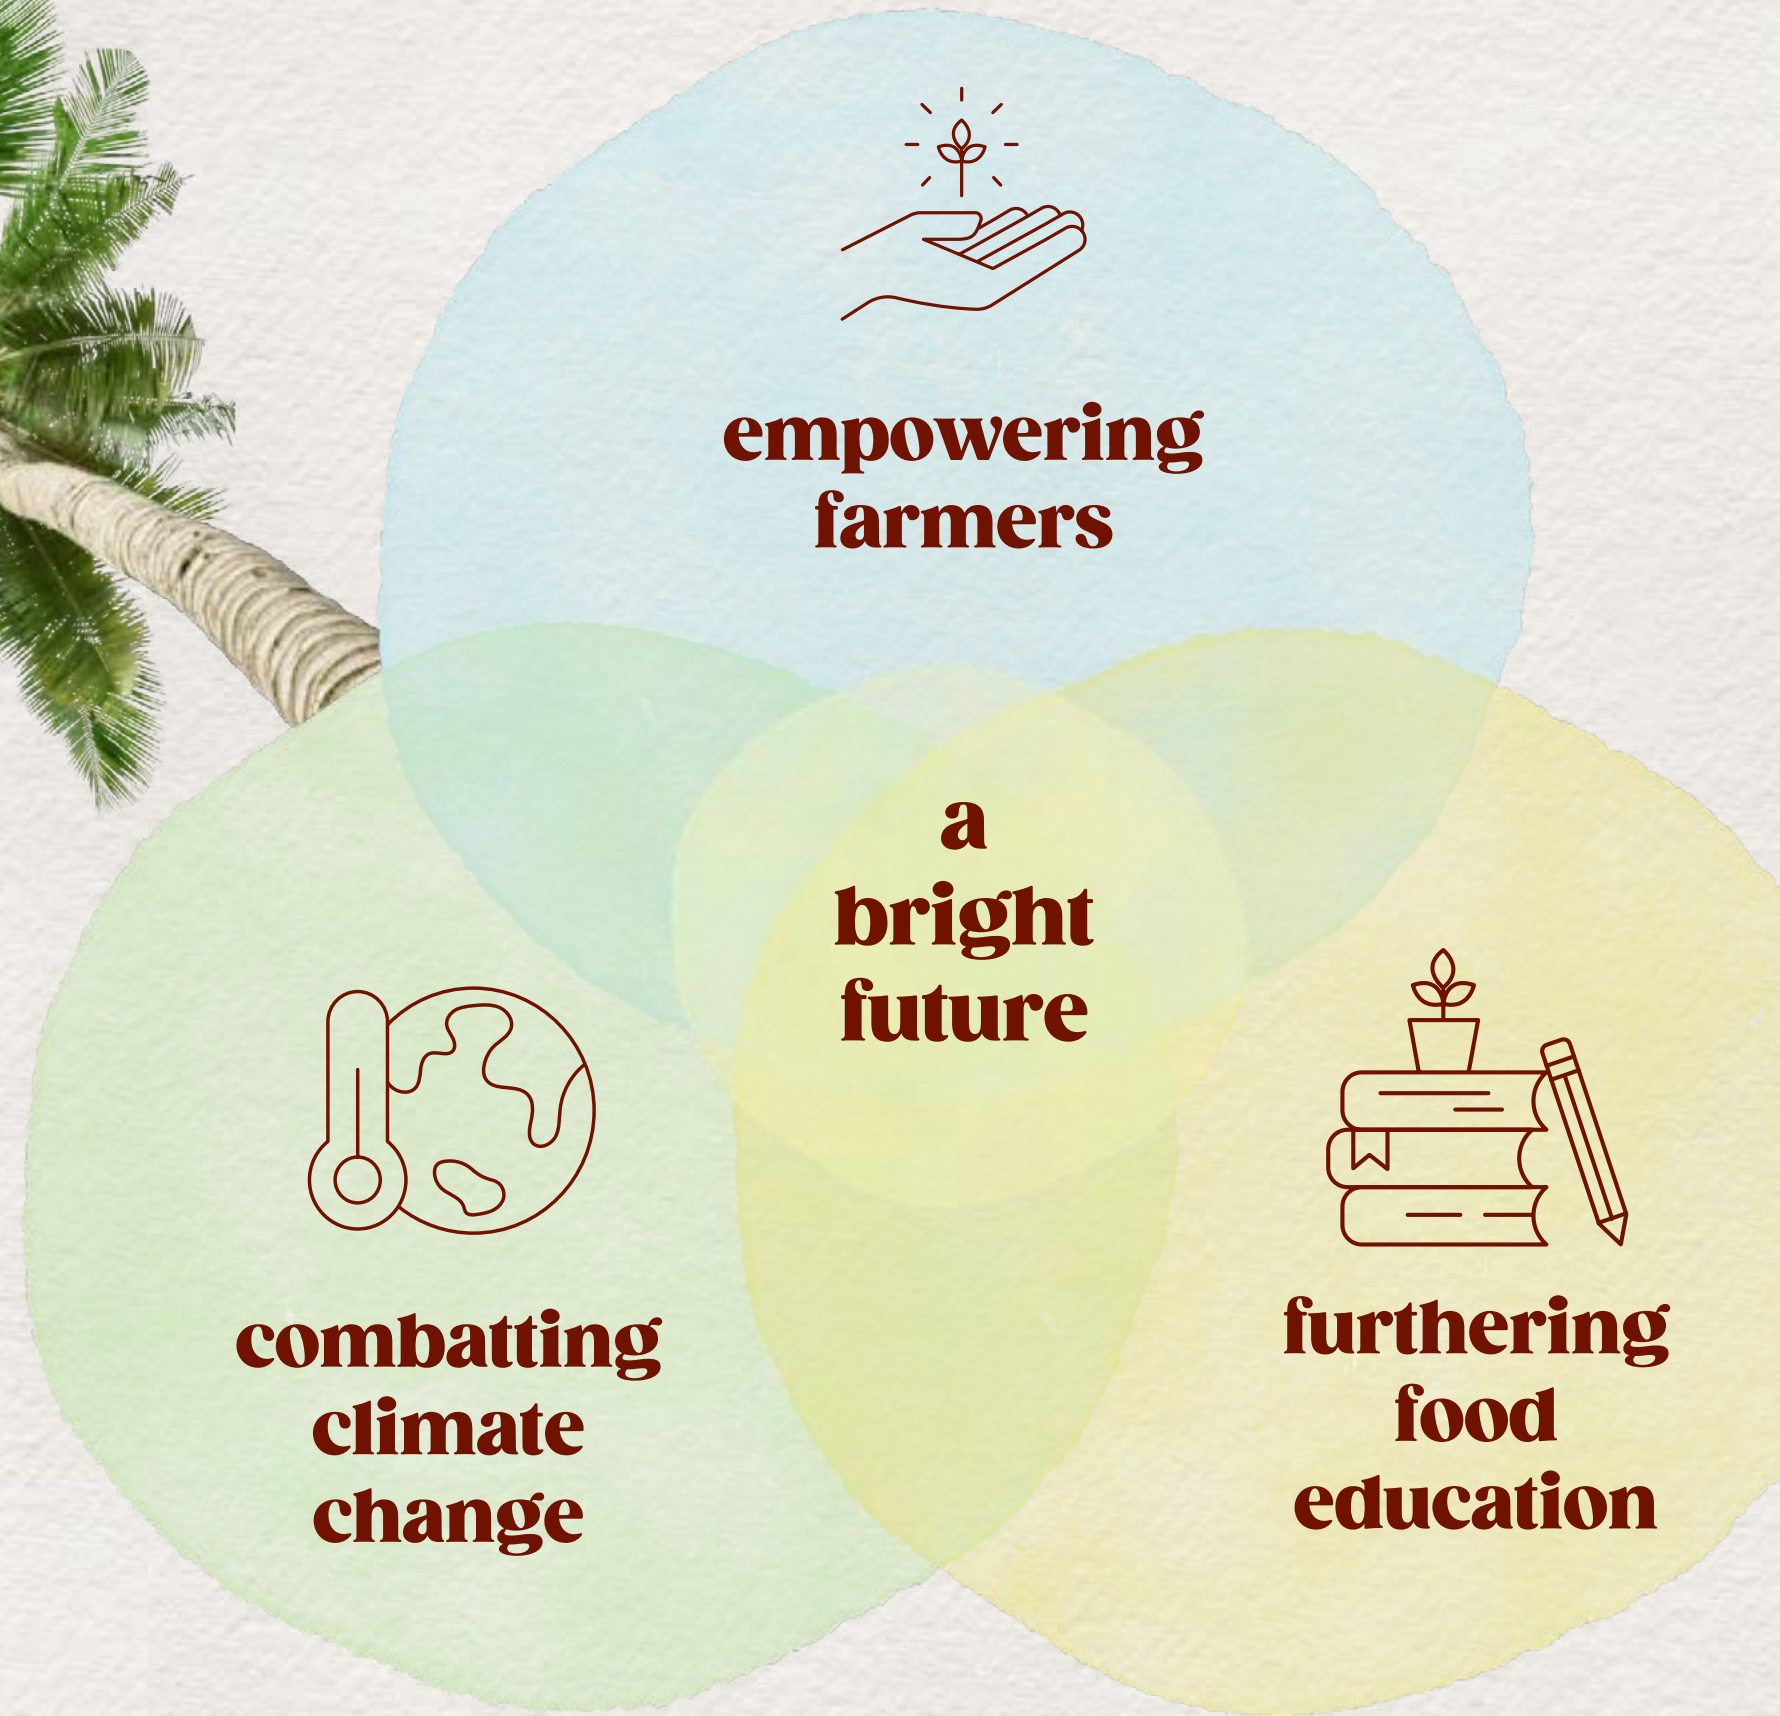 empowering
farmers
a
bright
future
combatting
climate
change
furthering
food
education